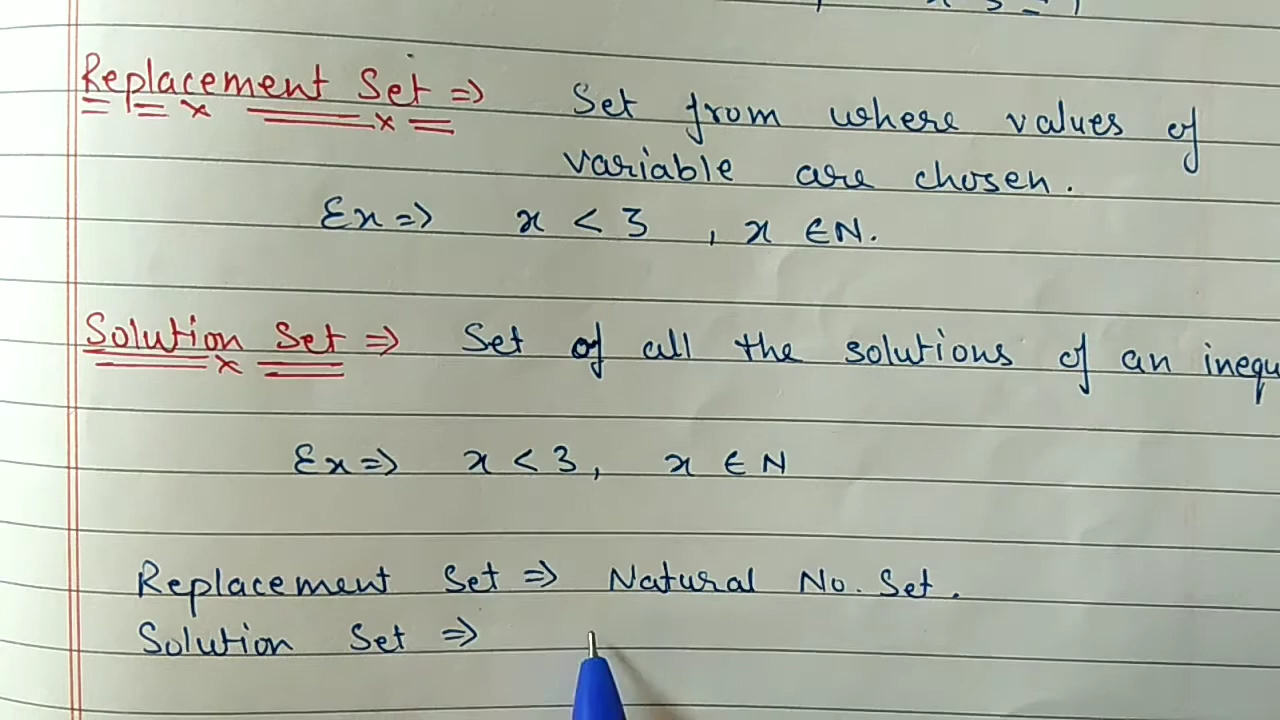 Replacement Set => Set from where values of
variable are chosen.
Ex => x < 3 , x ∈ N.
Solution Set => Set of all the solutions of an inequ
Ex => x < 3, x ∈ N
Replacement Set => Natural No. Set.
Solution Set =>